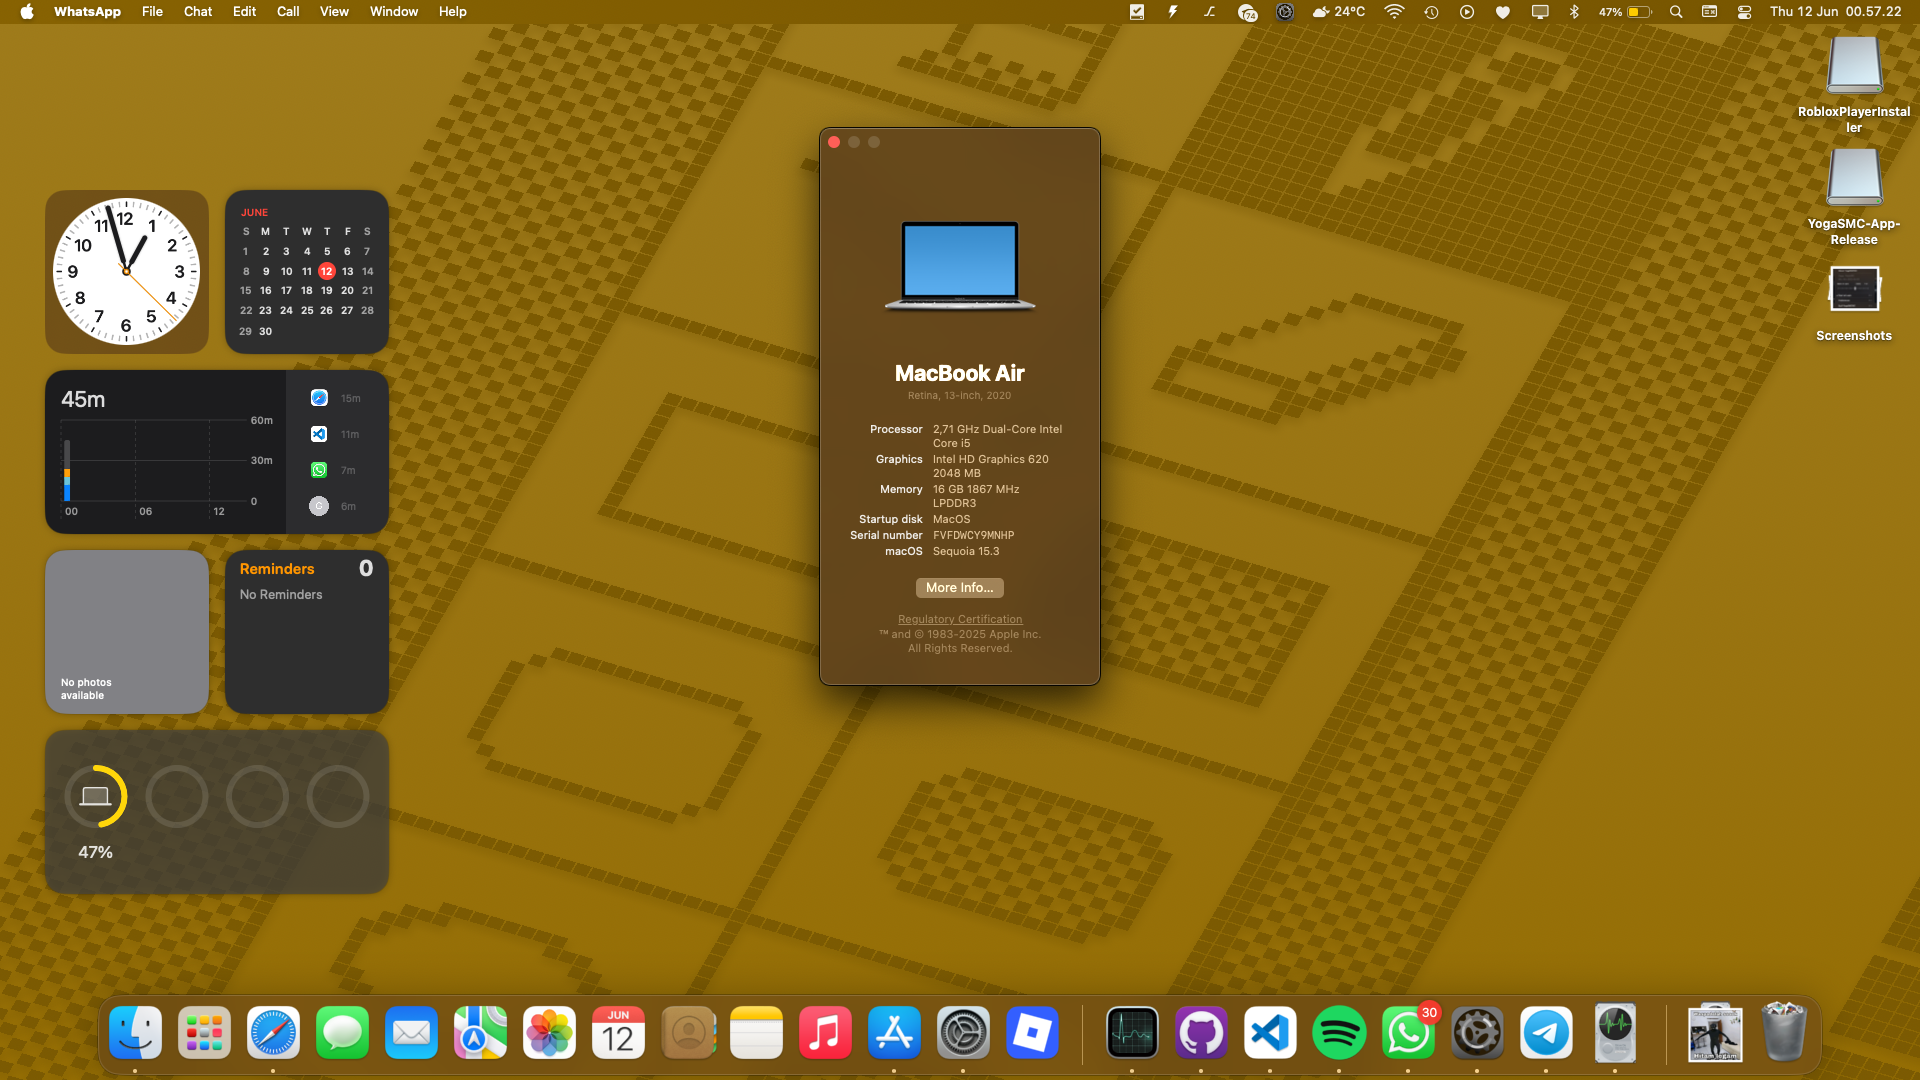 WhatsApp File Chat Edit Call View Window Help
74 24°C 47% Thu 12 Jun 00.57.22
RobloxPlayerInstal
ler
YogaSMC-App-
Release
Screenshots
12
1
2
3
4
5
6
7
8
9
10
11
JUNE
S M T W T F S
1 2 3 4 5 6 7
8 9 10 11 12 13 14
15 16 17 18 19 20 21
22 23 24 25 26 27 28
29 30
45m
60m
30m
0
00 06 12
15m
11m
7m
G 6m
No photos
available
Reminders 0
No Reminders
47%
MacBook Air
Retina, 13-inch, 2020
Processor 2,71 GHz Dual-Core Intel
Core i5
Graphics Intel HD Graphics 620
2048 MB
Memory 16 GB 1867 MHz
LPDDR3
Startup disk MacOS
Serial number FVFDWCY9MNHP
macOS Sequoia 15.3
More Info...
Regulatory Certification
™ and © 1983-2025 Apple Inc.
All Rights Reserved.
JUN
12
30
Hitam legam